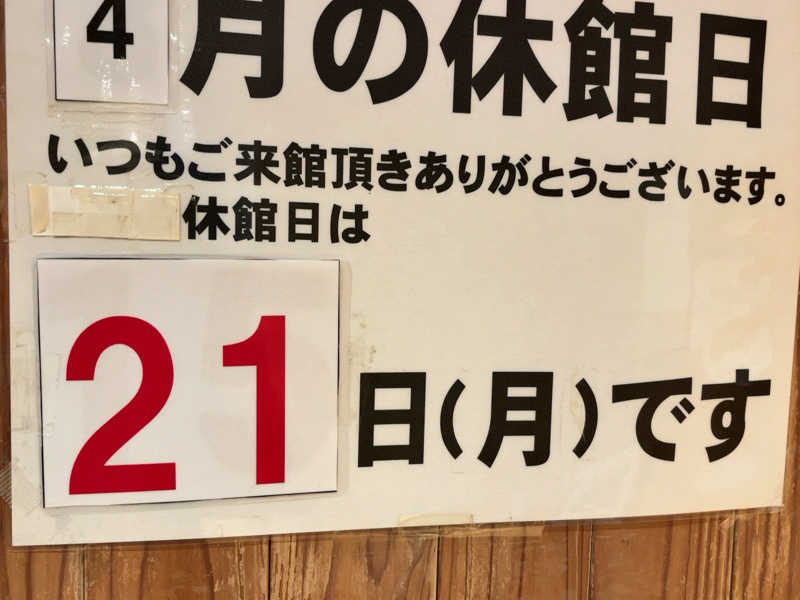 4月の休館日
いつもご来館頂きありがとうございます。
休館日は
21日(月)です